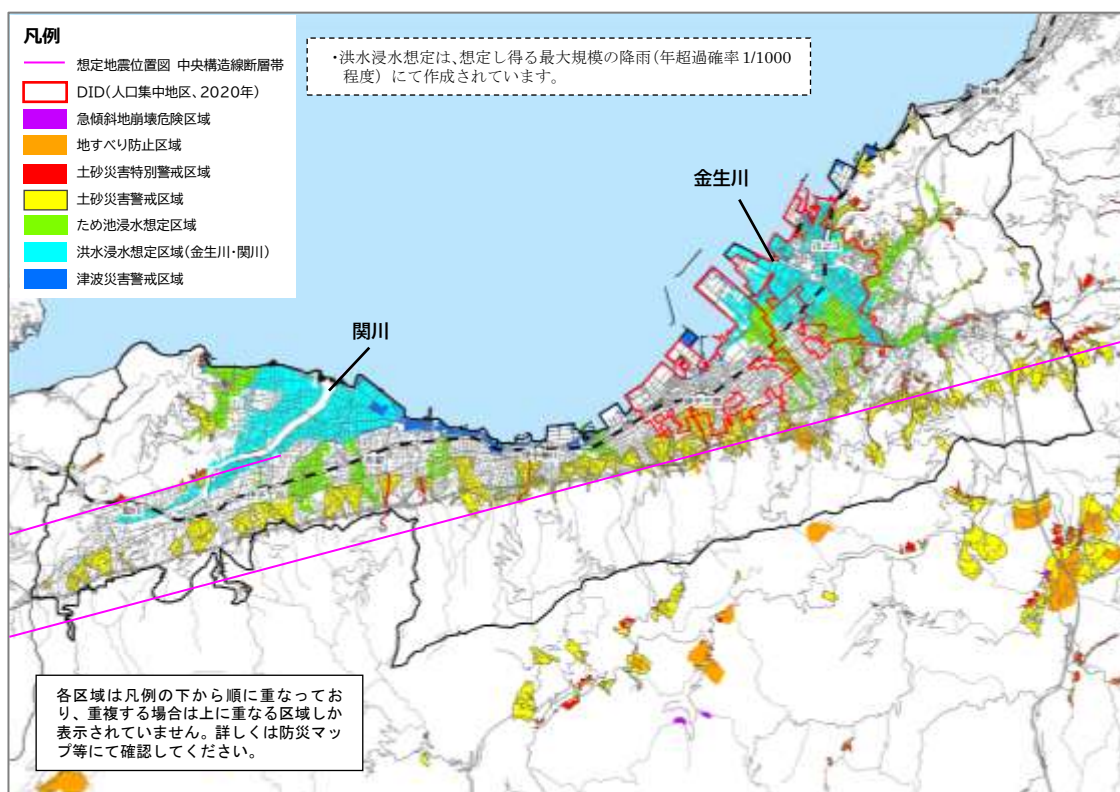 凡例
想定地震位置図 中央構造線断層帯
DID(人口集中地区、2020年)
急傾斜地崩壊危険区域
地すべり防止区域
土砂災害特別警戒区域
土砂災害警戒区域
ため池浸水想定区域
洪水浸水想定区域(金生川・関川)
津波災害警戒区域
・洪水浸水想定は、想定し得る最大規模の降雨(年超過確率 1/1000
程度) にて作成されています。
金生川
関川
各区域は凡例の下から順に重なってお
り、重複する場合は上に重なる区域しか
表示されていません。詳しくは防災マッ
プ等にて確認してください。